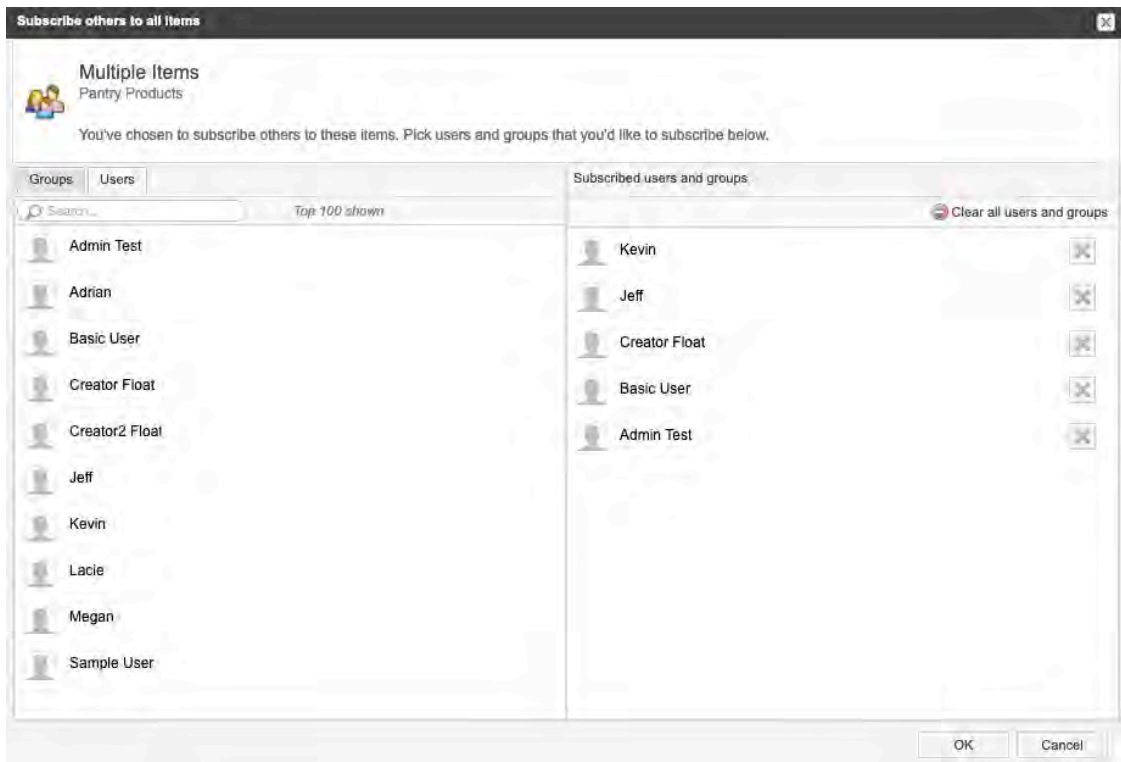 Subscribe others to all items
Multiple Items
Pantry Products
You've chosen to subscribe others to these items. Pick users and groups that you'd like to subscribe below.
Groups Users
Search...
Top 100 shown
Admin Test
Adrian
Basic User
Creator Float
Creator2 Float
Jeff
Kevin
Lacie
Megan
Sample User
Subscribed users and groups
Clear all users and groups
Kevin
Jeff
Creator Float
Basic User
Admin Test
OK Cancel